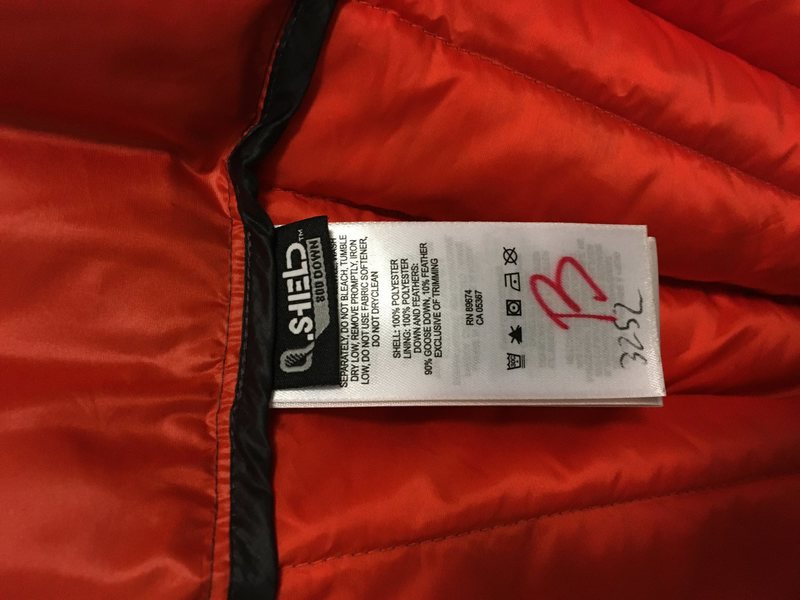 Q.SHIELD™
800 DOWN
SEPARATELY, DO NOT BLEACH, TUMBLE
DRY LOW, REMOVE PROMPTLY, IRON
LOW, DO NOT USE FABRIC SOFTENER,
DO NOT DRYCLEAN
SHELL: 100% POLYESTER
LINING: 100% POLYESTER
DOWN AND FEATHERS:
90% GOOSE DOWN, 10% FEATHER
EXCLUSIVE OF TRIMMING
RN 89674
CA 05367
B
3252